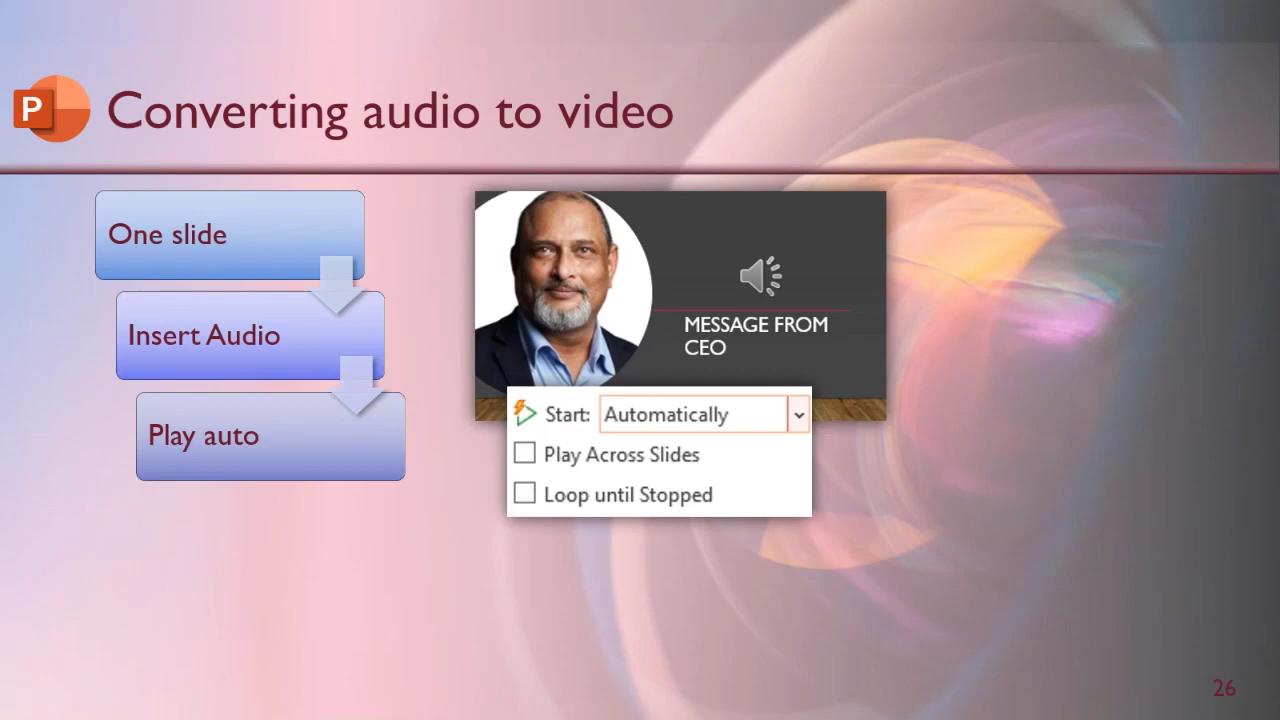 P
Converting audio to video
One slide
Insert Audio
Play auto
MESSAGE FROM
CEO
Start: Automatically
Play Across Slides
Loop until Stopped
26